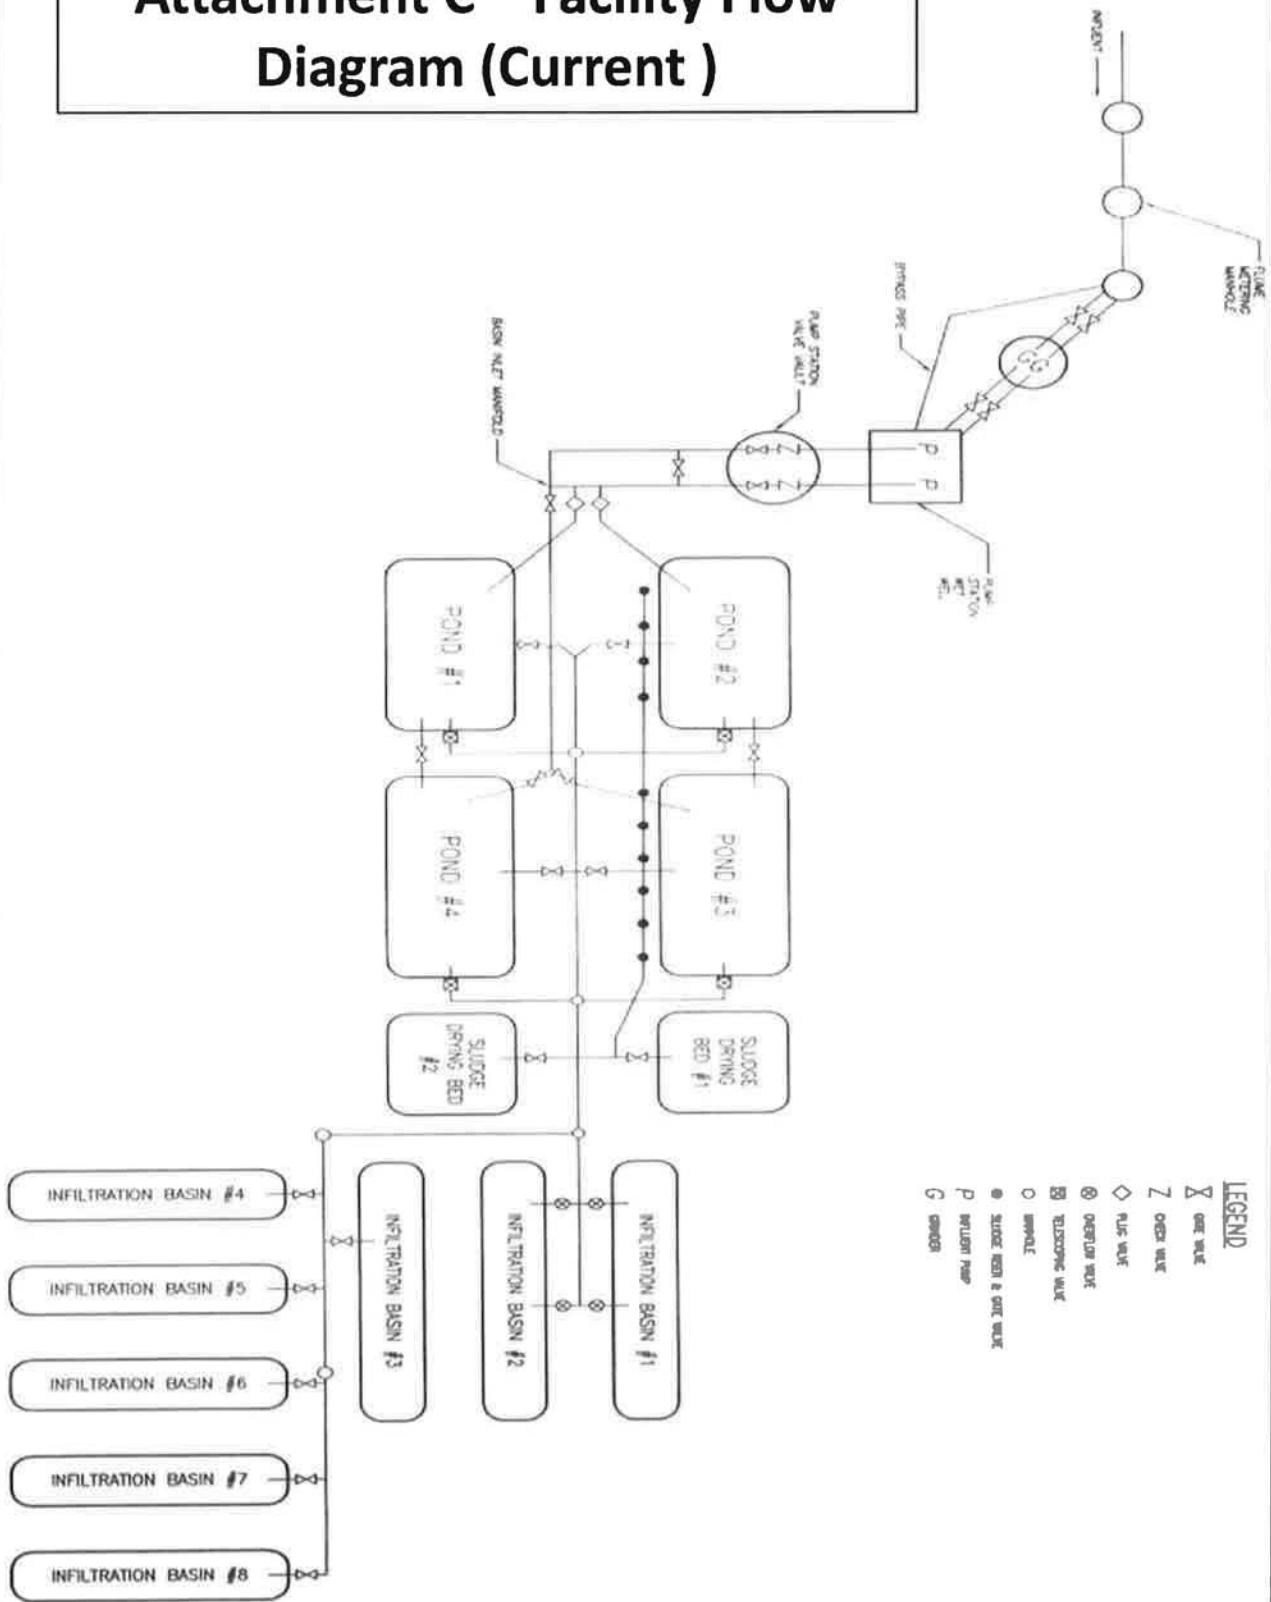 Attachment C – Facility Flow
Diagram (Current )
INFLUENT
FLUME
METERING
MANHOLE
BYPASS PIPE
PUMP STATION
VALVE VAULT
BASIN INLET MANIFOLD
G G
P
P
PUMP
STATION
WET
WELL
POND #1
POND #2
POND #4
POND #3
SLUDGE
DRYING BED
#2
SLUDGE
DRYING
BED #1
LEGEND
GATE VALVE
Z CHECK VALVE
PLUG VALVE
OVERFLOW VALVE
TELESCOPING VALVE
MANHOLE
SLUDGE RISER & GATE VALVE
P INFLUENT PUMP
G GRINDER
INFILTRATION BASIN #3
INFILTRATION BASIN #2
INFILTRATION BASIN #1
INFILTRATION BASIN #4
INFILTRATION BASIN #5
INFILTRATION BASIN #6
INFILTRATION BASIN #7
INFILTRATION BASIN #8